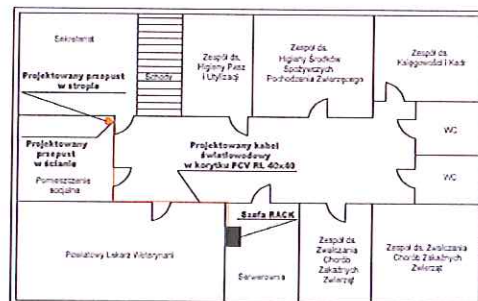 Sekretariat
Projektowany przepust
w stropie
Schody
Zespół ds.
Higieny Pasz
i Utylizacji
Zespół ds.
Higieny Środków
Spożywczych
Pochodzenia Zwierzęcego
Zespół ds.
Księgowości i Kadr
Projektowany
przepust
w ścianie
Pomieszczenie
socjalne
Projektowany kabel
światłowodowy
w korytku PCV RL 40x40
WC
WC
Powiatowy Lekarz Weterynarii
Szafa RACK
Serwerownia
Zespół ds.
Zwalczania
Chorób
Zakaźnych
Zwierząt
Zespół ds. Zwalczania
Chorób Zakaźnych
Zwierząt